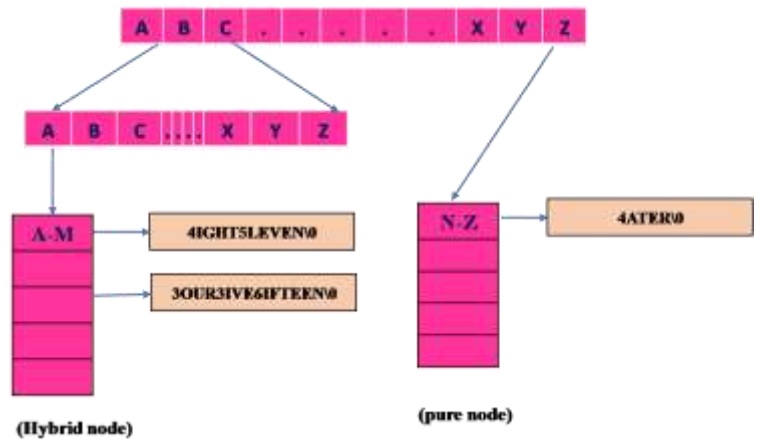 A B C . . . . . X Y Z
A B C .... X Y Z
A-M
4IGHT5LEVEN\0
3OUR3IVE6IFTEEN\0
(Hybrid node)
N-Z
4ATER\0
(pure node)